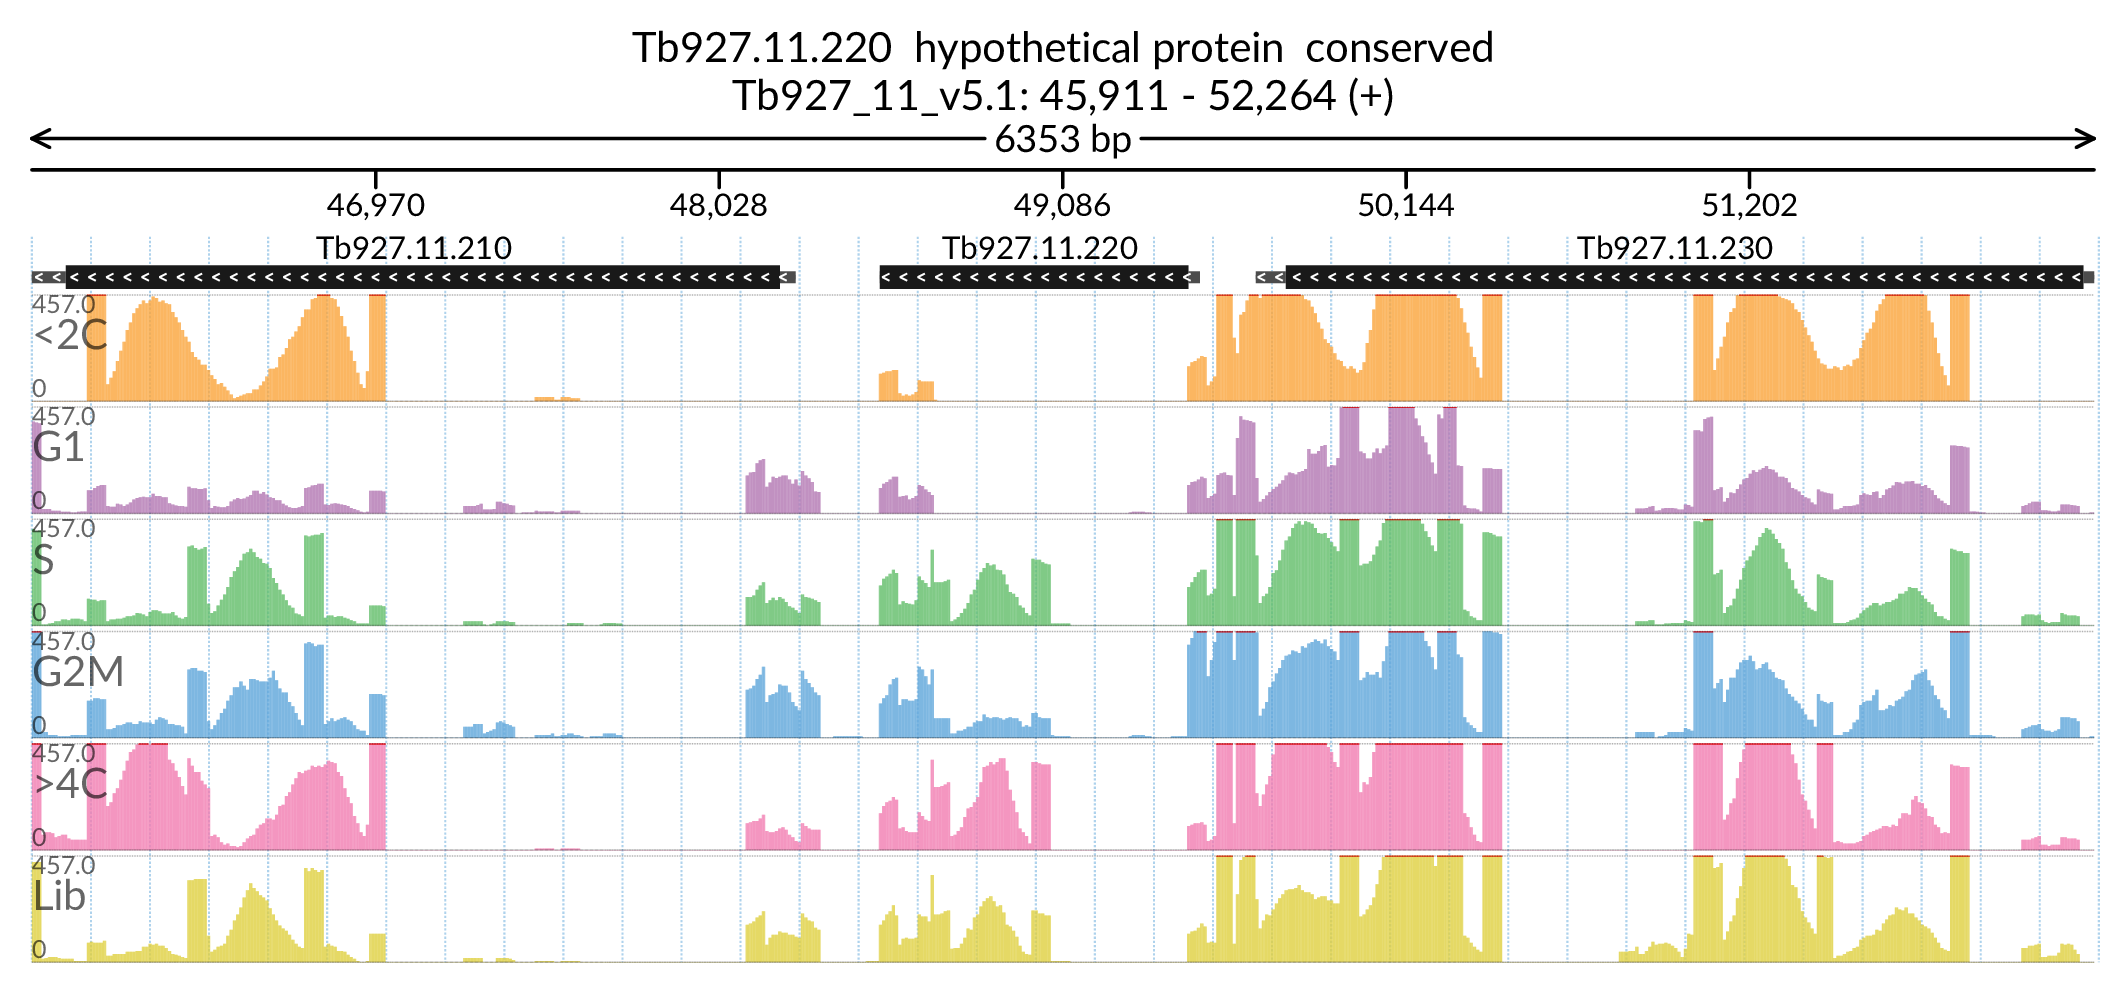 Tb927.11.220  hypothetical protein  conserved
Tb927_11_v5.1: 45,911 - 52,264 (+)
6353 bp
46,970 48,028 49,086 50,144 51,202
Tb927.11.210 Tb927.11.220 Tb927.11.230
457.0
<2C
0
457.0
G1
0
457.0
S
0
457.0
G2M
0
457.0
>4C
0
457.0
Lib
0